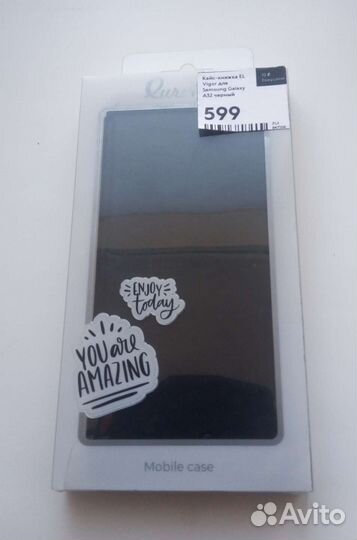 Кейс-книжка EL
Vigor для
Samsung Galaxy
A32 черный
599
ENJOY
today
YOU are
AMAZING
Mobile case
Avito